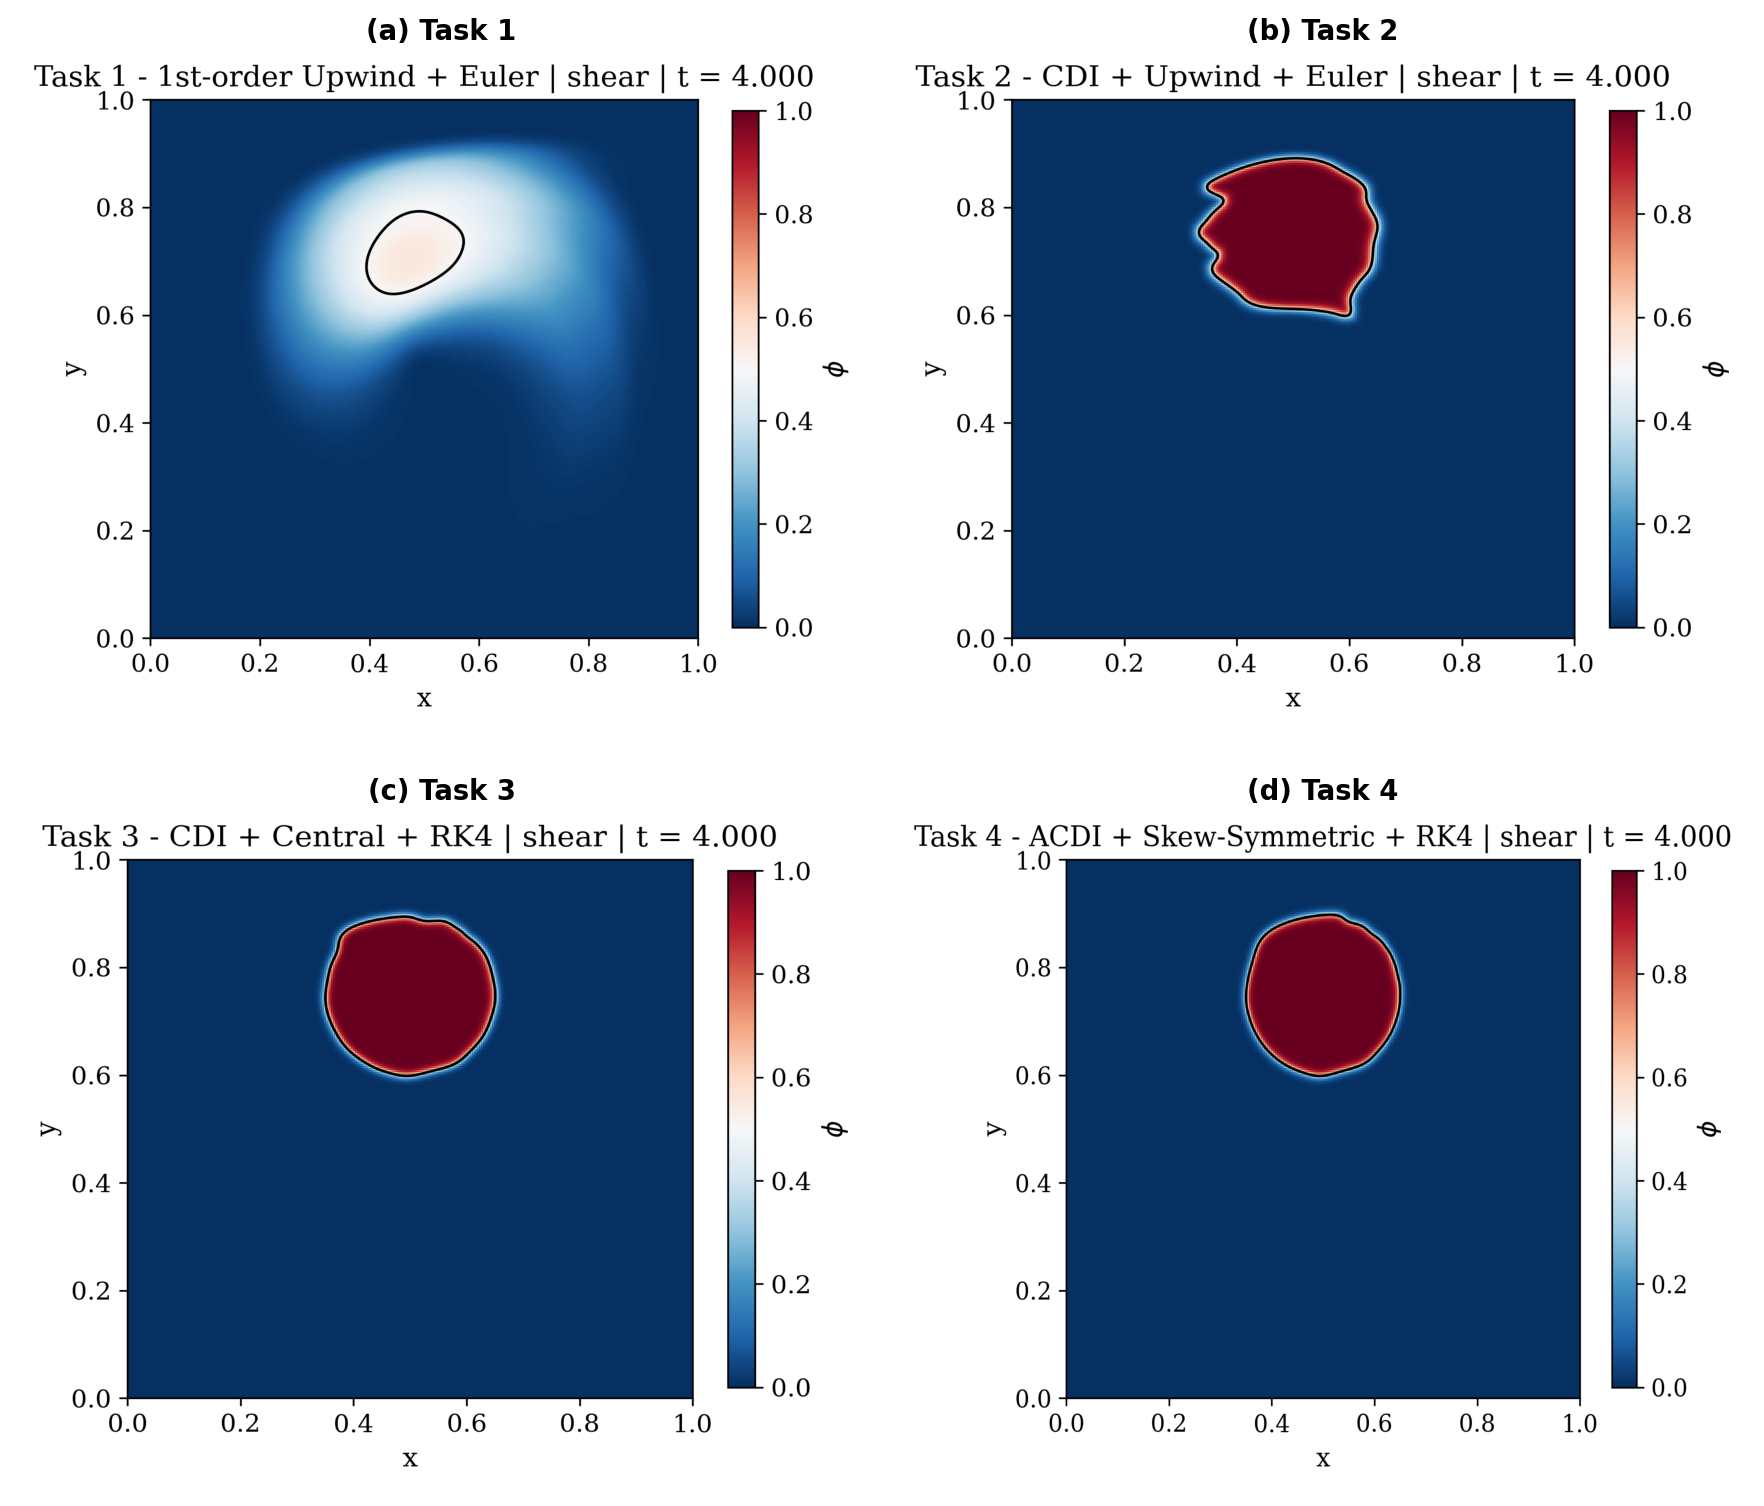 (a) Task 1
Task 1 - 1st-order Upwind + Euler | shear | t = 4.000
1.0
0.8
0.6
0.4
0.2
0.0
y
0.0 0.2 0.4 0.6 0.8 1.0
x
1.0
0.8
0.6
0.4
0.2
0.0
ϕ
(b) Task 2
Task 2 - CDI + Upwind + Euler | shear | t = 4.000
1.0
0.8
0.6
0.4
0.2
0.0
y
0.0 0.2 0.4 0.6 0.8 1.0
x
1.0
0.8
0.6
0.4
0.2
0.0
ϕ
(c) Task 3
Task 3 - CDI + Central + RK4 | shear | t = 4.000
1.0
0.8
0.6
0.4
0.2
0.0
y
0.0 0.2 0.4 0.6 0.8 1.0
x
1.0
0.8
0.6
0.4
0.2
0.0
ϕ
(d) Task 4
Task 4 - ACDI + Skew-Symmetric + RK4 | shear | t = 4.000
1.0
0.8
0.6
0.4
0.2
0.0
y
0.0 0.2 0.4 0.6 0.8 1.0
x
1.0
0.8
0.6
0.4
0.2
0.0
ϕ